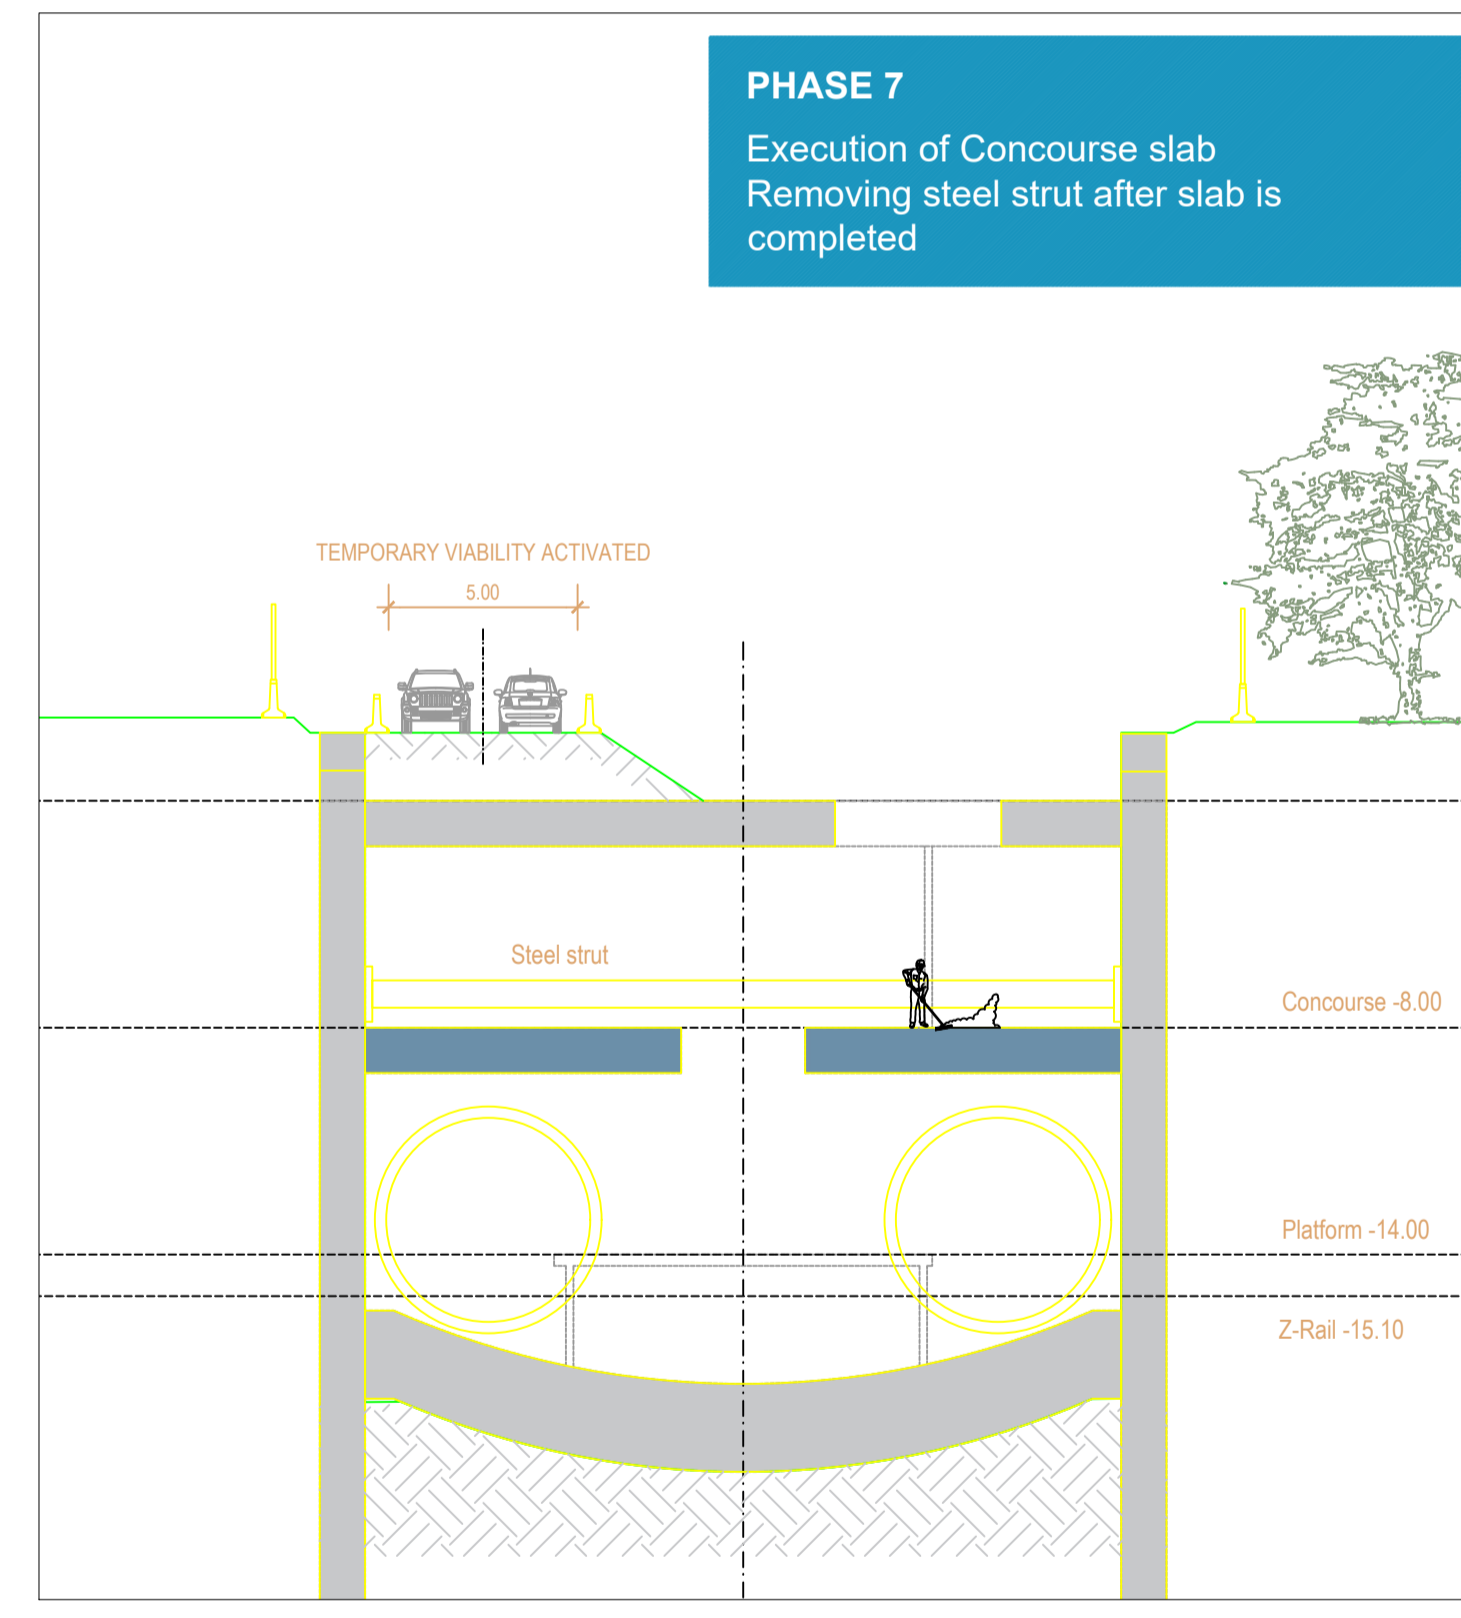 PHASE 7
Execution of Concourse slab
Removing steel strut after slab is
completed
TEMPORARY VIABILITY ACTIVATED
5.00
Steel strut
Concourse -8.00
Platform -14.00
Z-Rail -15.10